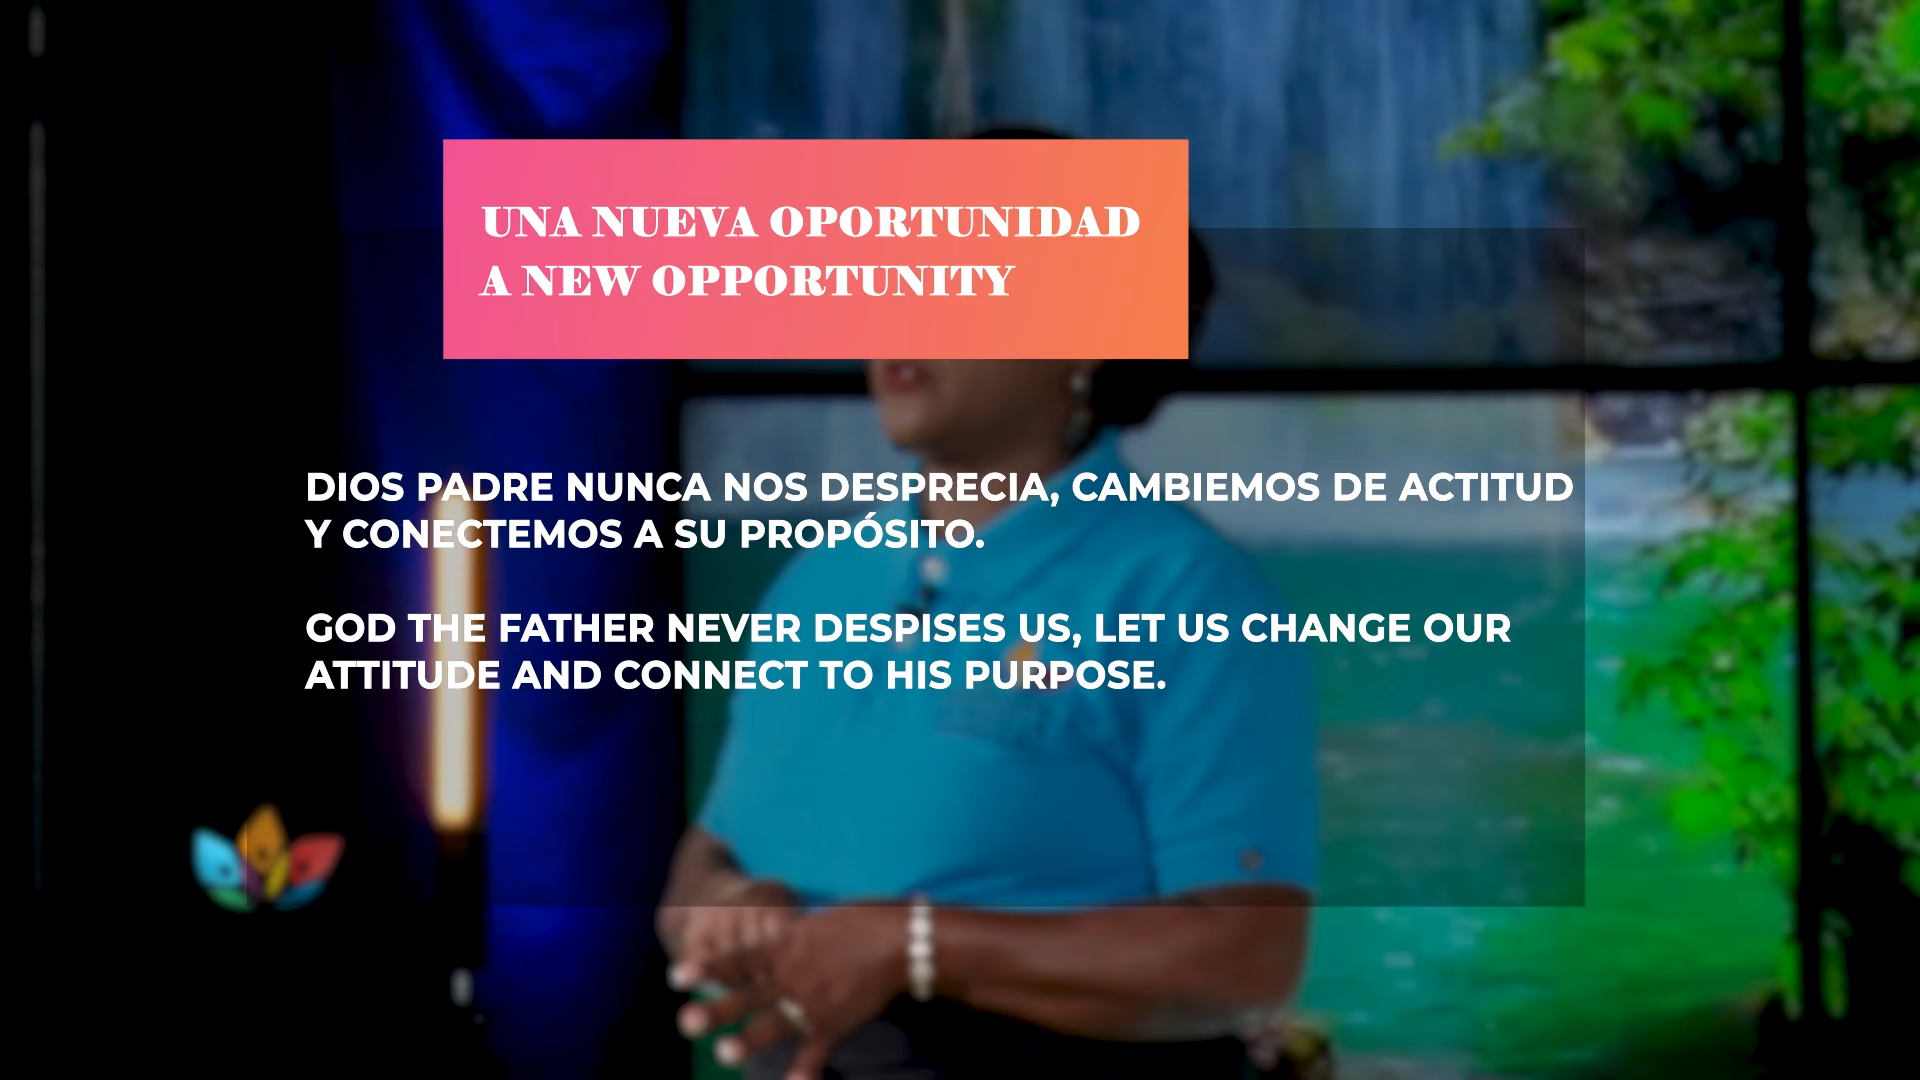 UNA NUEVA OPORTUNIDAD
A NEW OPPORTUNITY
DIOS PADRE NUNCA NOS DESPRECIA, CAMBIEMOS DE ACTITUD
Y CONECTEMOS A SU PROPÓSITO.
GOD THE FATHER NEVER DESPISES US, LET US CHANGE OUR
ATTITUDE AND CONNECT TO HIS PURPOSE.